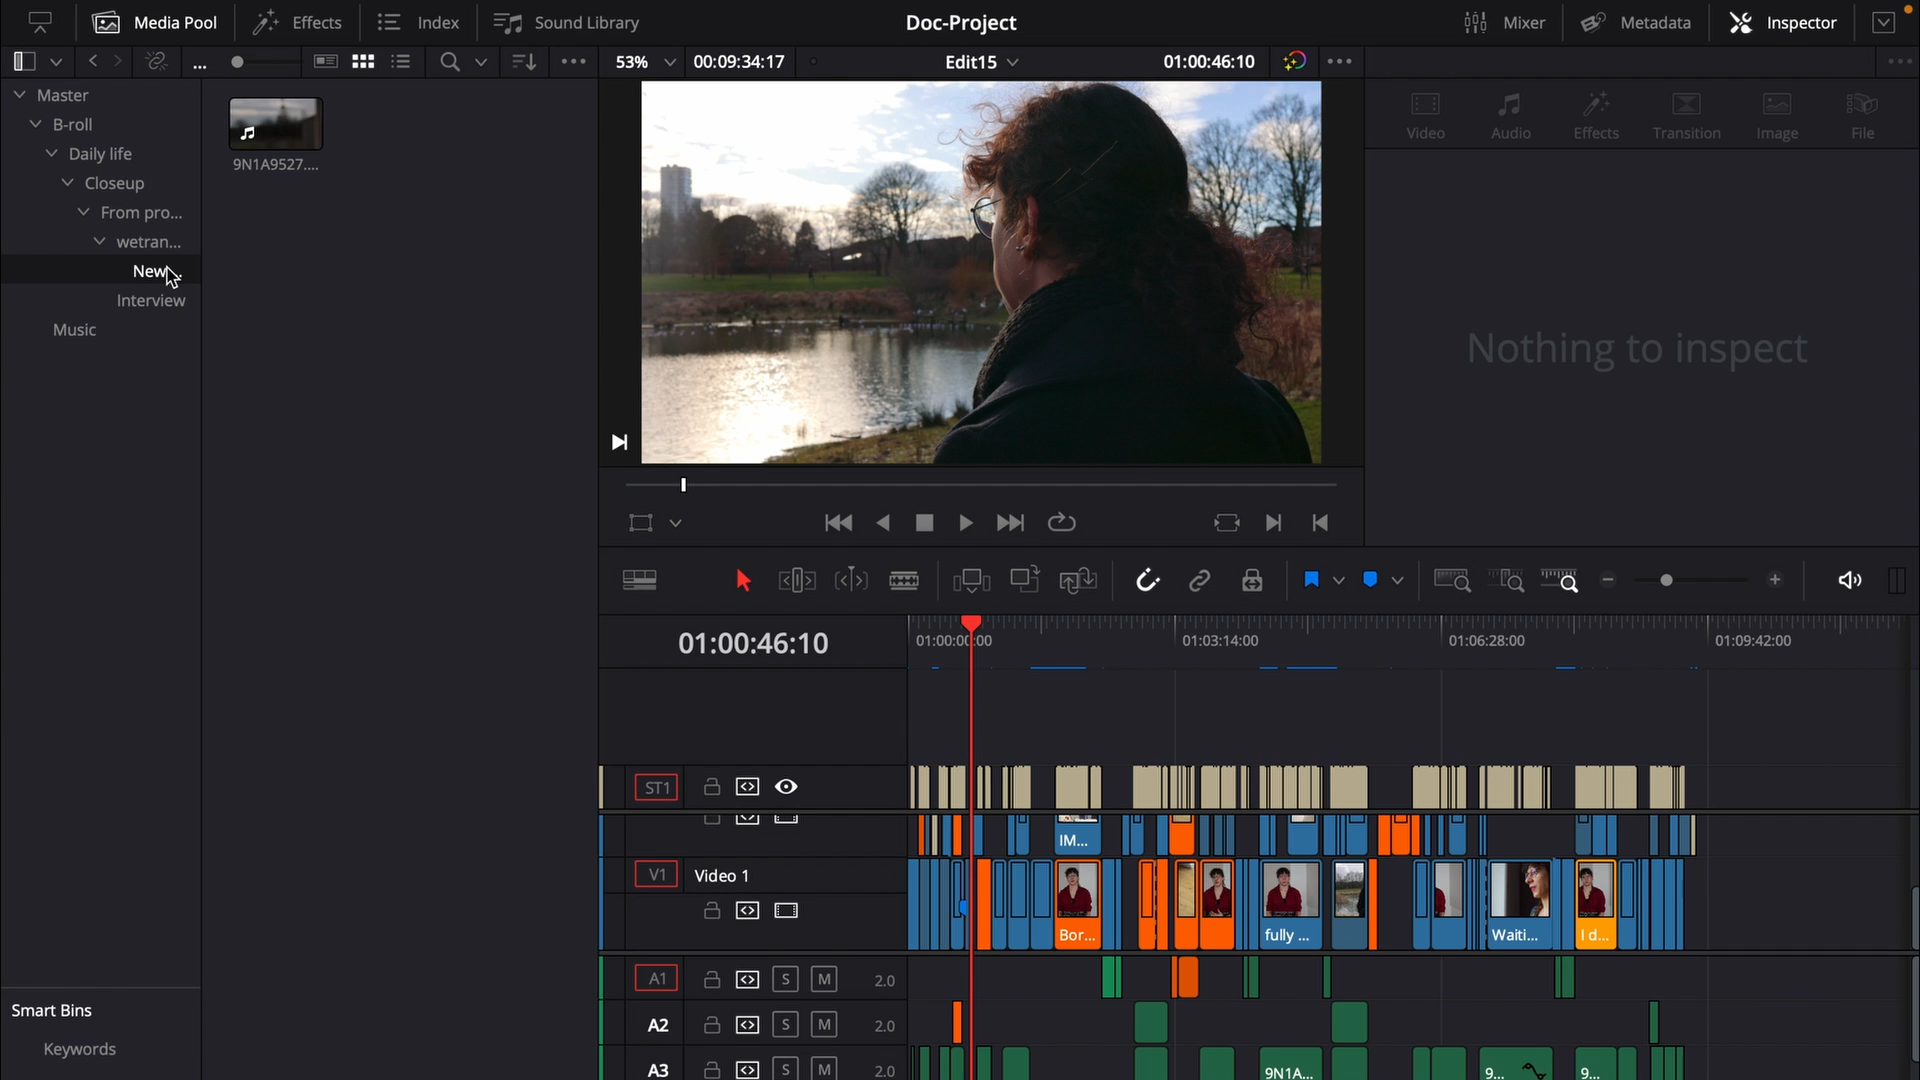 Media Pool
Effects
Index
Sound Library
Doc-Project
Mixer
Metadata
Inspector
...
53%
00:09:34:17
Edit15
01:00:46:10
Master
B-roll
Daily life
Closeup
From pro...
wetran...
New...
Interview
Music
9N1A9527....
Video
Audio
Effects
Transition
Image
File
Nothing to inspect
01:00:46:10
01:00:00:00
01:03:14:00
01:06:28:00
01:09:42:00
ST1
IM...
V1
Video 1
Bor...
fully ...
Waiti...
I d...
A1
S
M
2.0
A2
S
M
2.0
A3
S
M
2.0
9N1A...
9...
9...
Smart Bins
Keywords